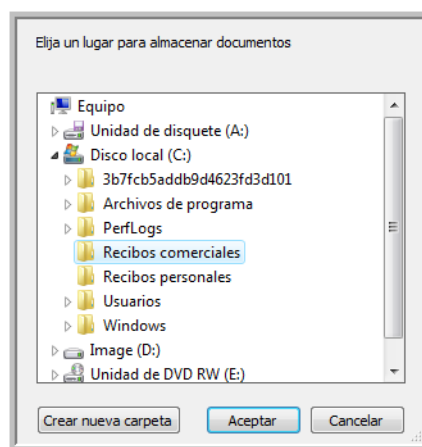 Elija un lugar para almacenar documentos
Equipo
Unidad de disquete (A:)
Disco local (C:)
3b7fcb5addb9d4623fd3d101
Archivos de programa
PerfLogs
Recibos comerciales
Recibos personales
Usuarios
Windows
Image (D:)
Unidad de DVD RW (E:)
Crear nueva carpeta Aceptar Cancelar